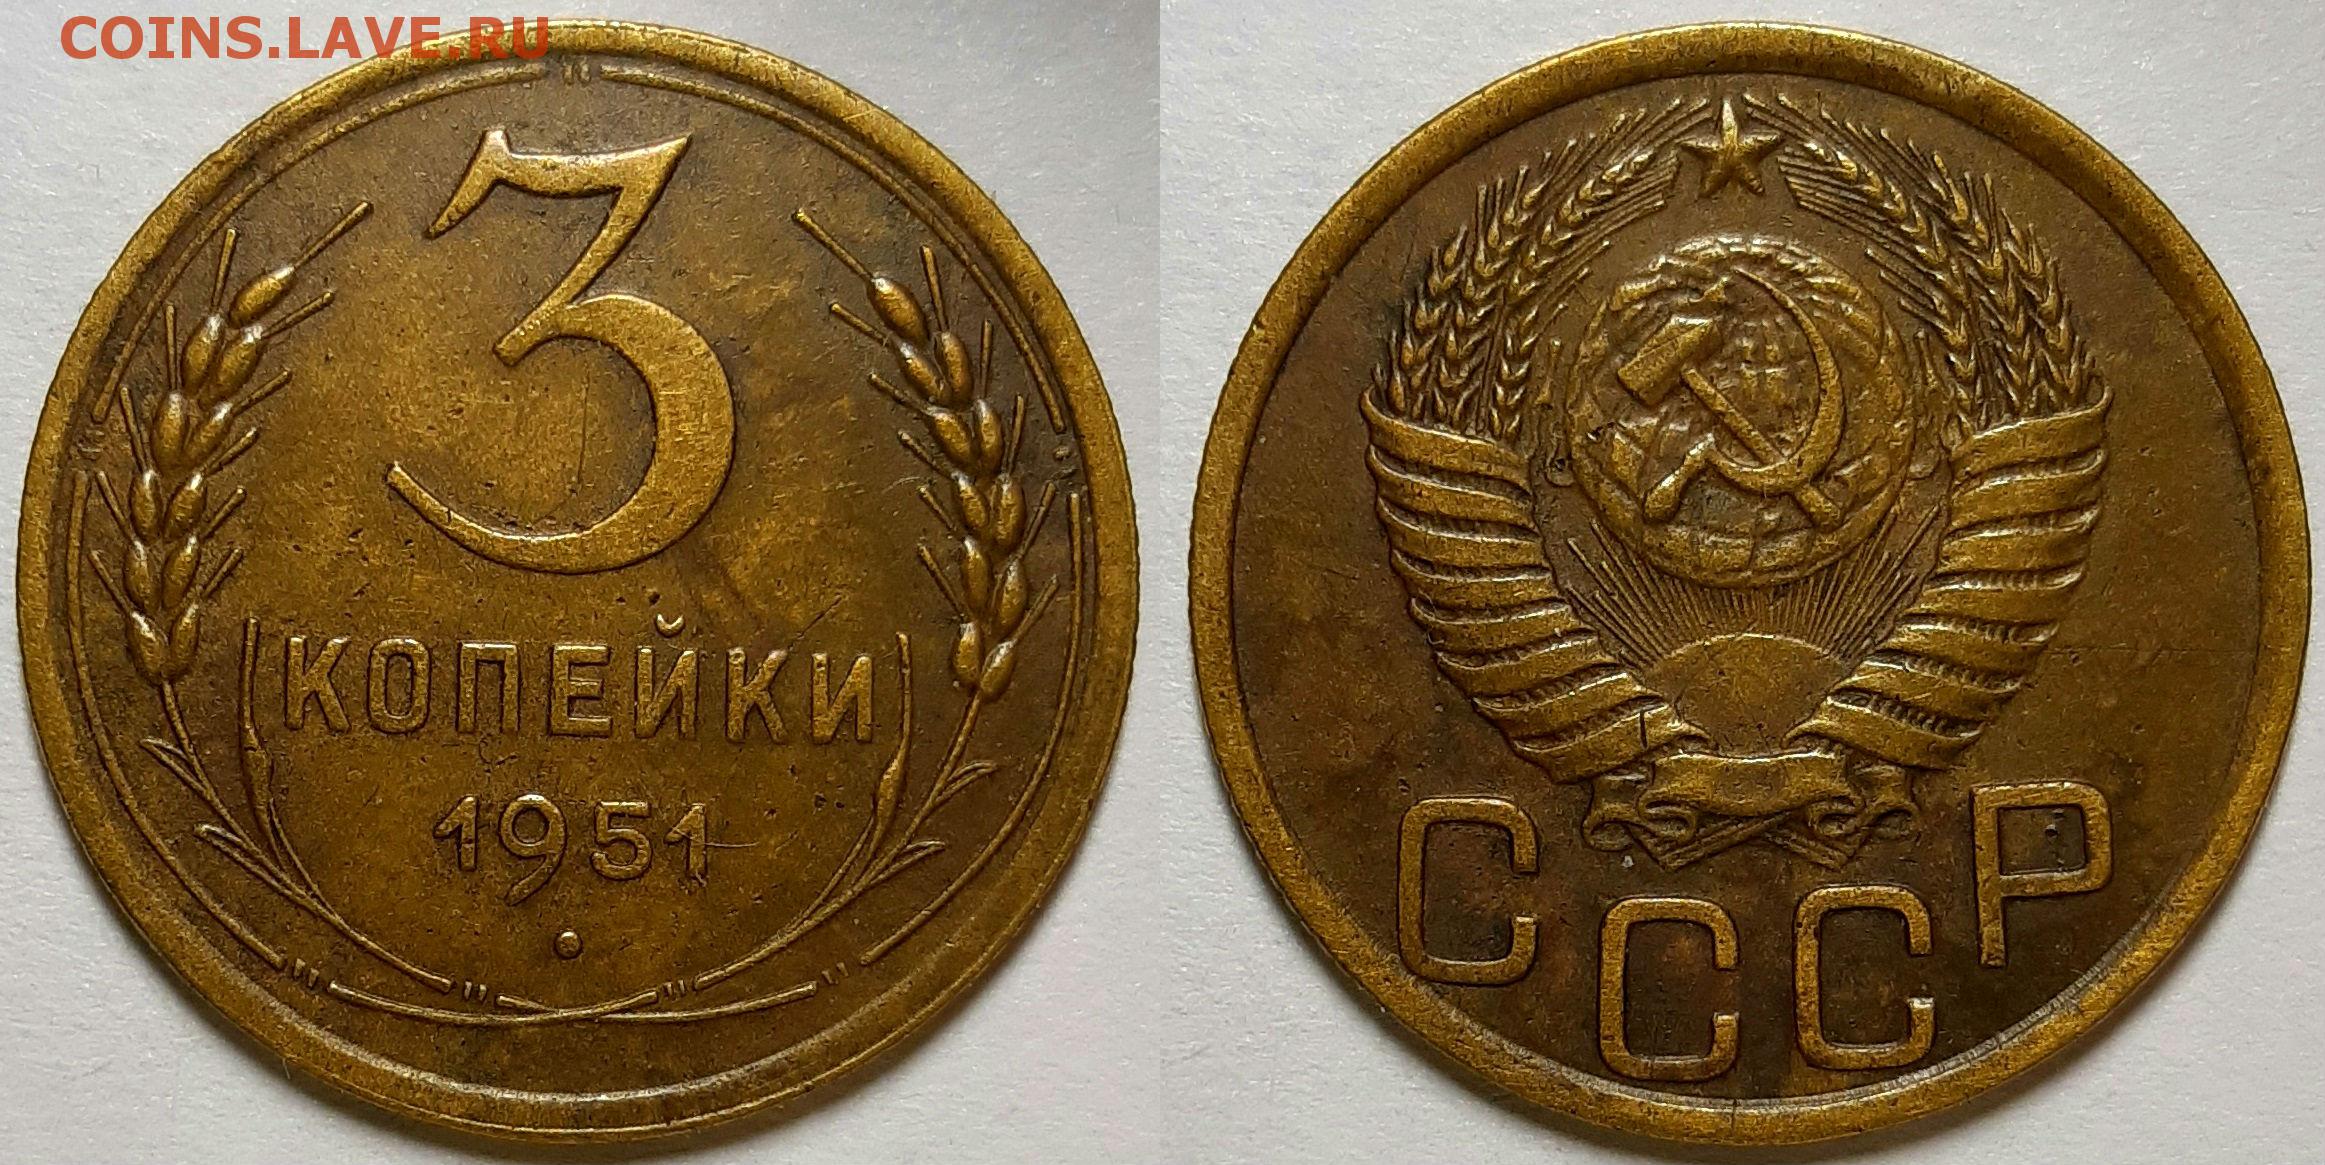 COINS.LAVE.RU
3
КОПЕЙКИ
1951
СССР